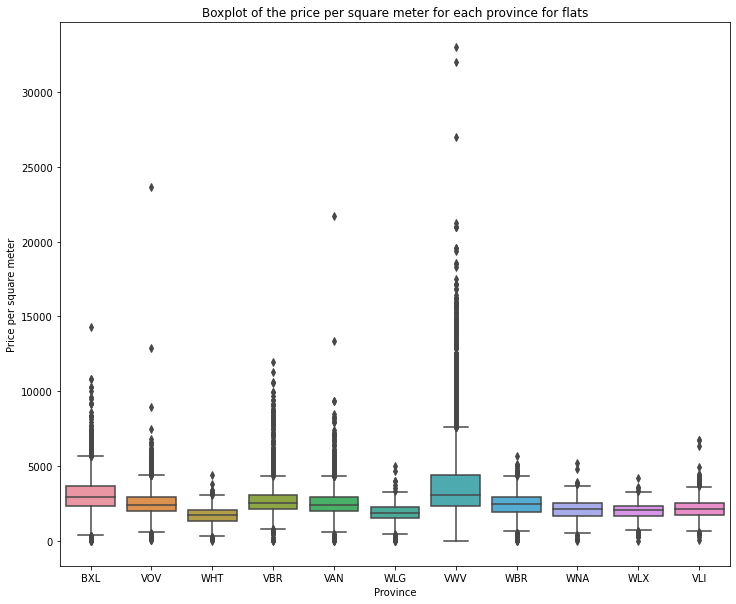 Boxplot of the price per square meter for each province for flats
30000
25000
20000
15000
10000
5000
0
Price per square meter
BXL VOV WHT VBR VAN WLG VWV WBR WNA WLX VLI
Province